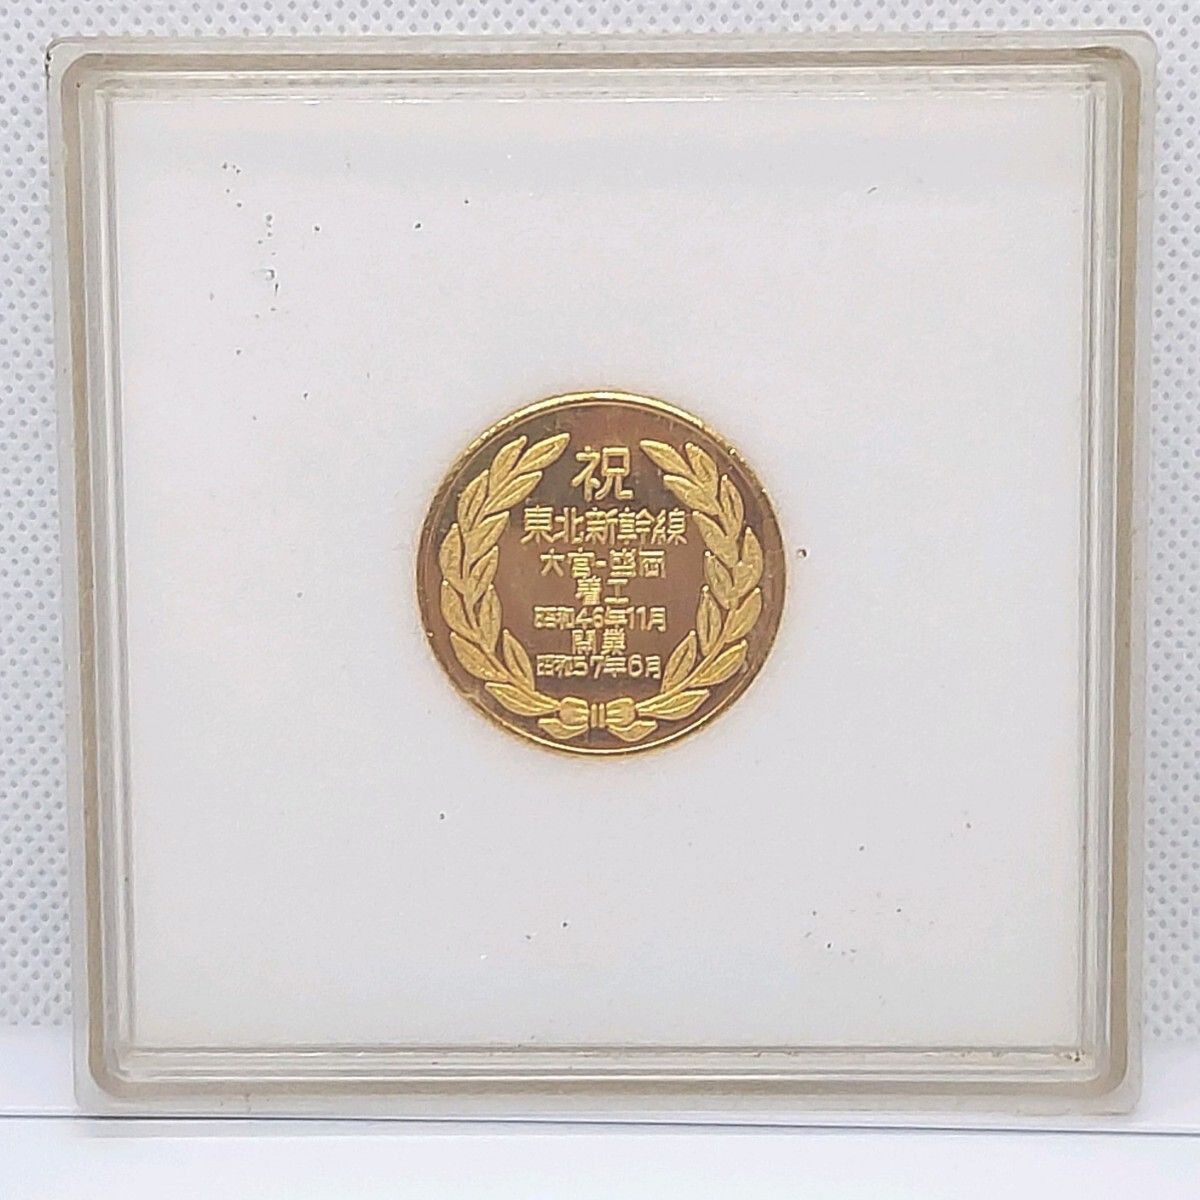 祝
東北新幹線
大宮-盛岡
着工
昭和46年11月
開業
昭和57年6月